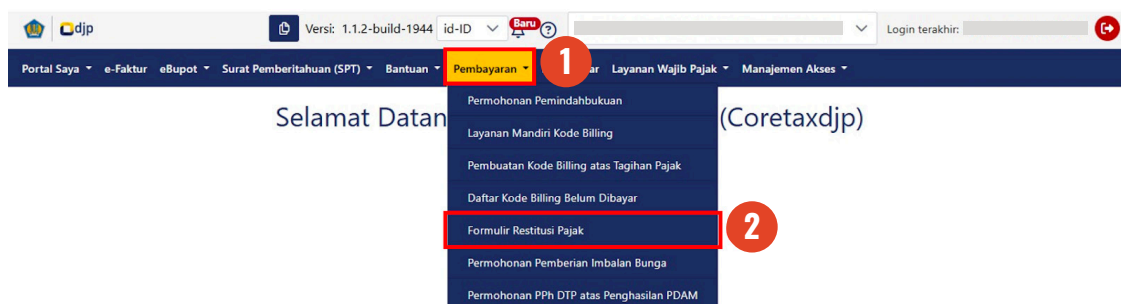 djp Versi: 1.1.2-build-1944 id-ID Baru Login terakhir:
Portal Saya e-Faktur eBupot Surat Pemberitahuan (SPT) Bantuan Pembayaran 1 ar Layanan Wajib Pajak Manajemen Akses
Selamat Datan (Coretaxdjp)
Permohonan Pemindahbukuan
Layanan Mandiri Kode Billing
Pembuatan Kode Billing atas Tagihan Pajak
Daftar Kode Billing Belum Dibayar
Formulir Restitusi Pajak 2
Permohonan Pemberian Imbalan Bunga
Permohonan PPh DTP atas Penghasilan PDAM